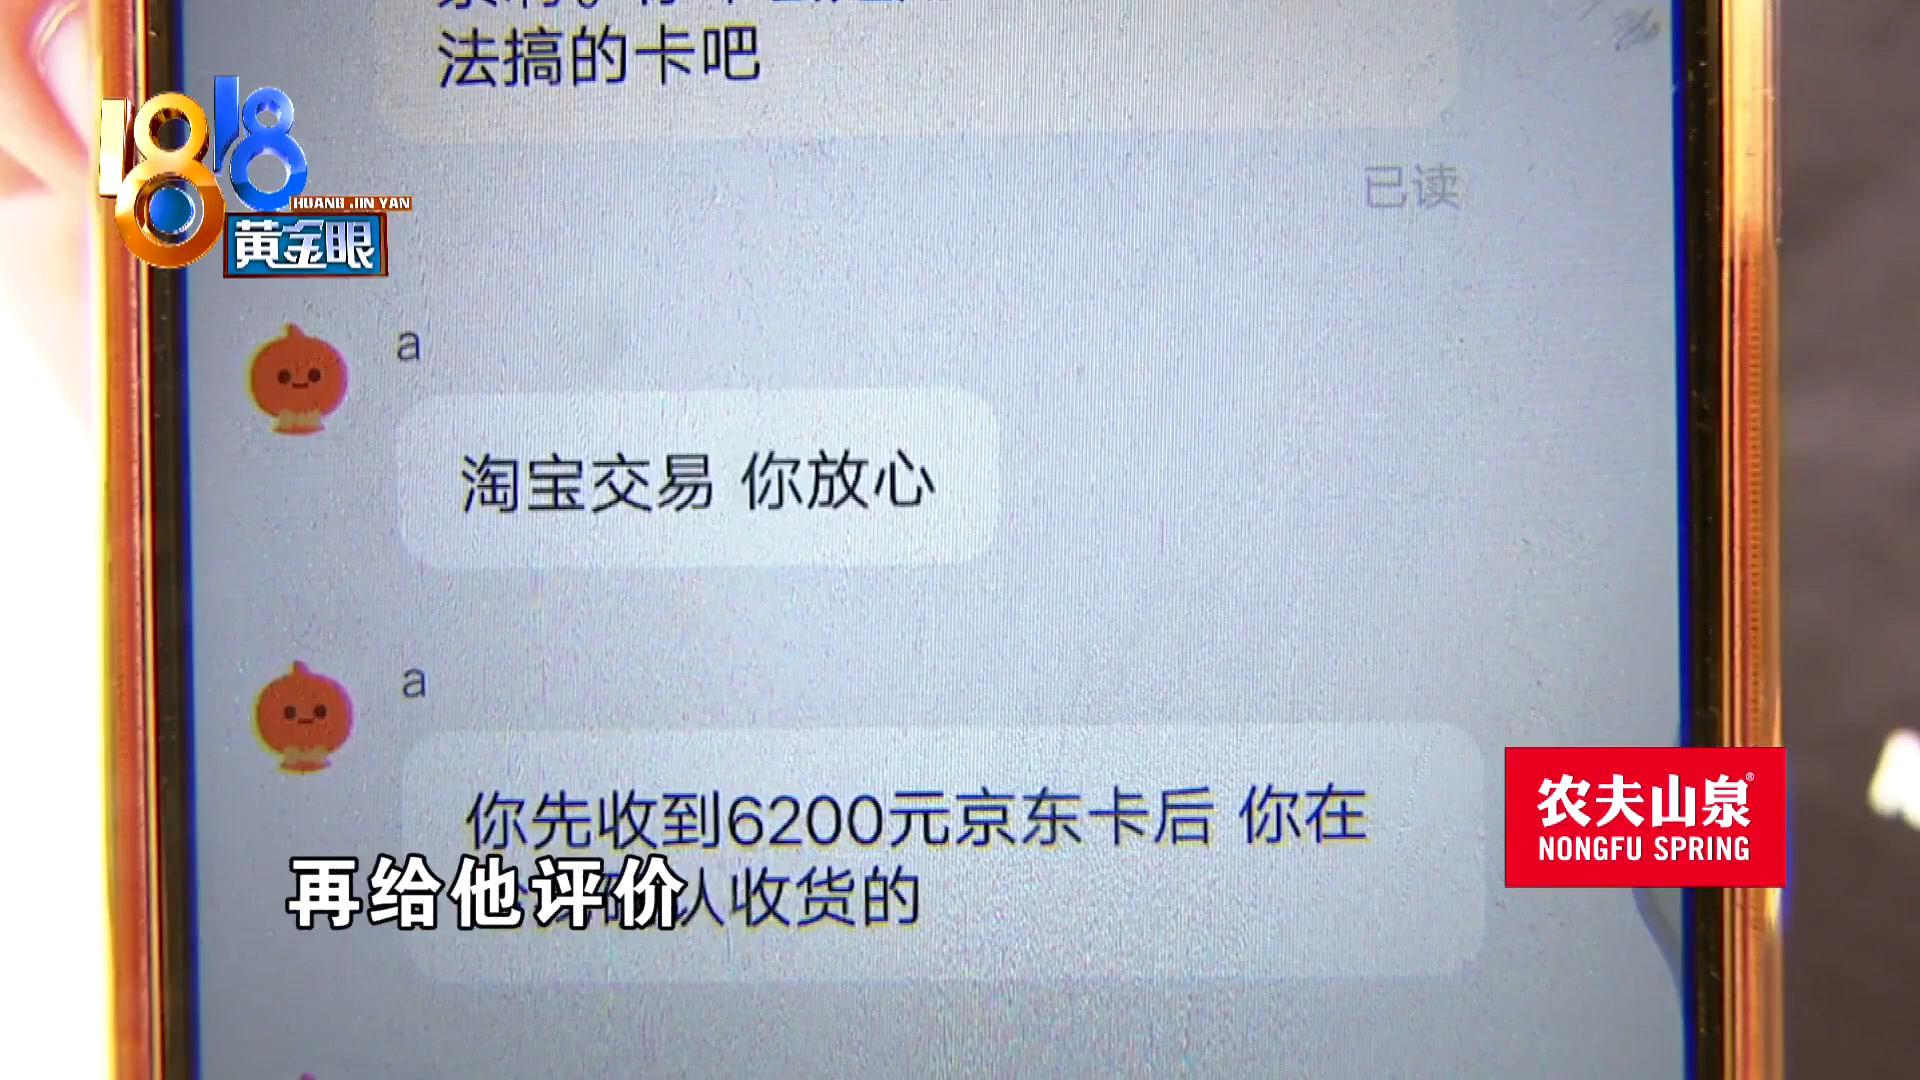 法搞的卡吧
已读
1818
HUANG JIN YAN
黄金眼
a
淘宝交易 你放心
a
你先收到6200元京东卡后 你在
认收货的
再给他评价
农夫山泉®
NONGFU SPRING